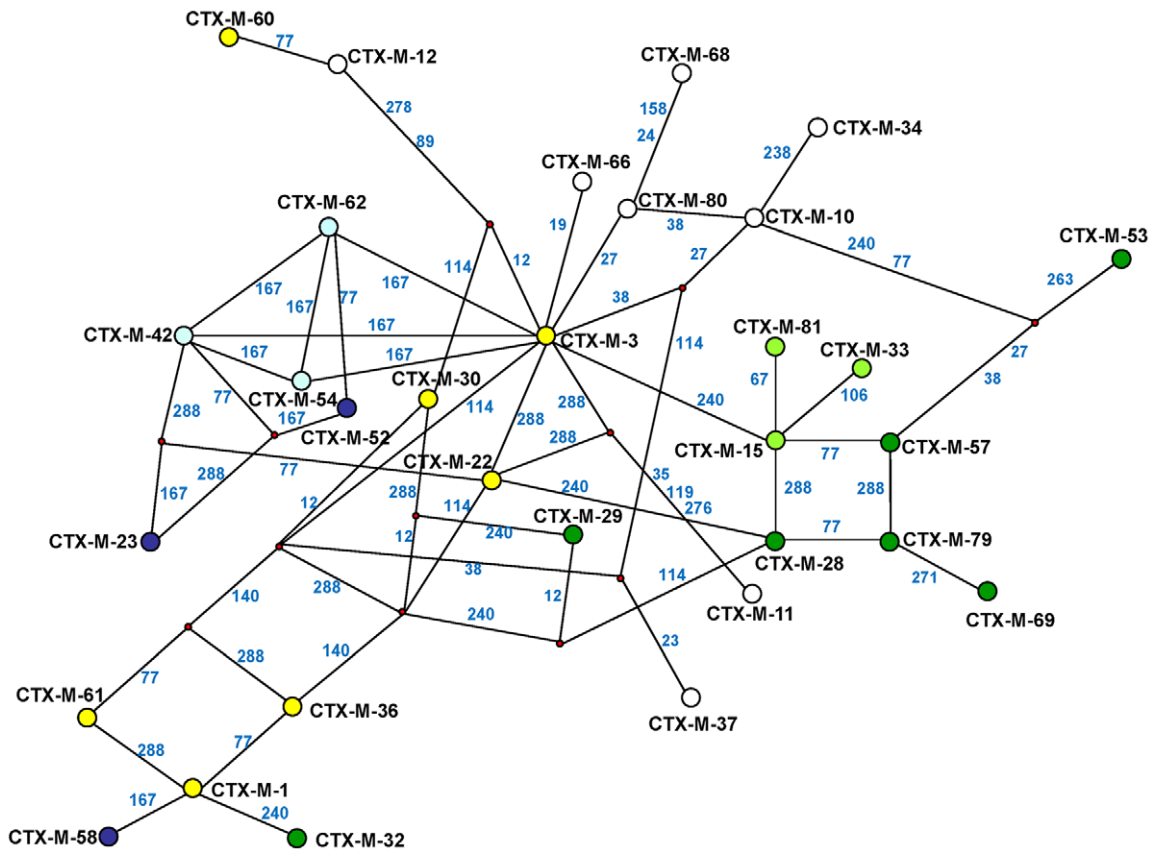 CTX-M-60
77
CTX-M-12
CTX-M-68
278
158
89
24
CTX-M-34
238
CTX-M-66
CTX-M-80
CTX-M-62
CTX-M-10
19
38
CTX-M-53
240
77
27
12
27
114
263
167
167
167
77
38
CTX-M-42
167
CTX-M-3
CTX-M-81
114
CTX-M-33
27
167
167
CTX-M-54
CTX-M-30
67
38
106
77
288
167
CTX-M-52
114
288
288
288
240
CTX-M-15
77
CTX-M-57
CTX-M-22
77
288
167
35
119
276
240
288
288
288
12
114
240
CTX-M-29
CTX-M-23
12
CTX-M-28
77
CTX-M-79
38
114
271
140
288
12
CTX-M-11
CTX-M-69
240
23
288
140
77
CTX-M-61
CTX-M-36
CTX-M-37
288
77
CTX-M-1
167
240
CTX-M-58
CTX-M-32